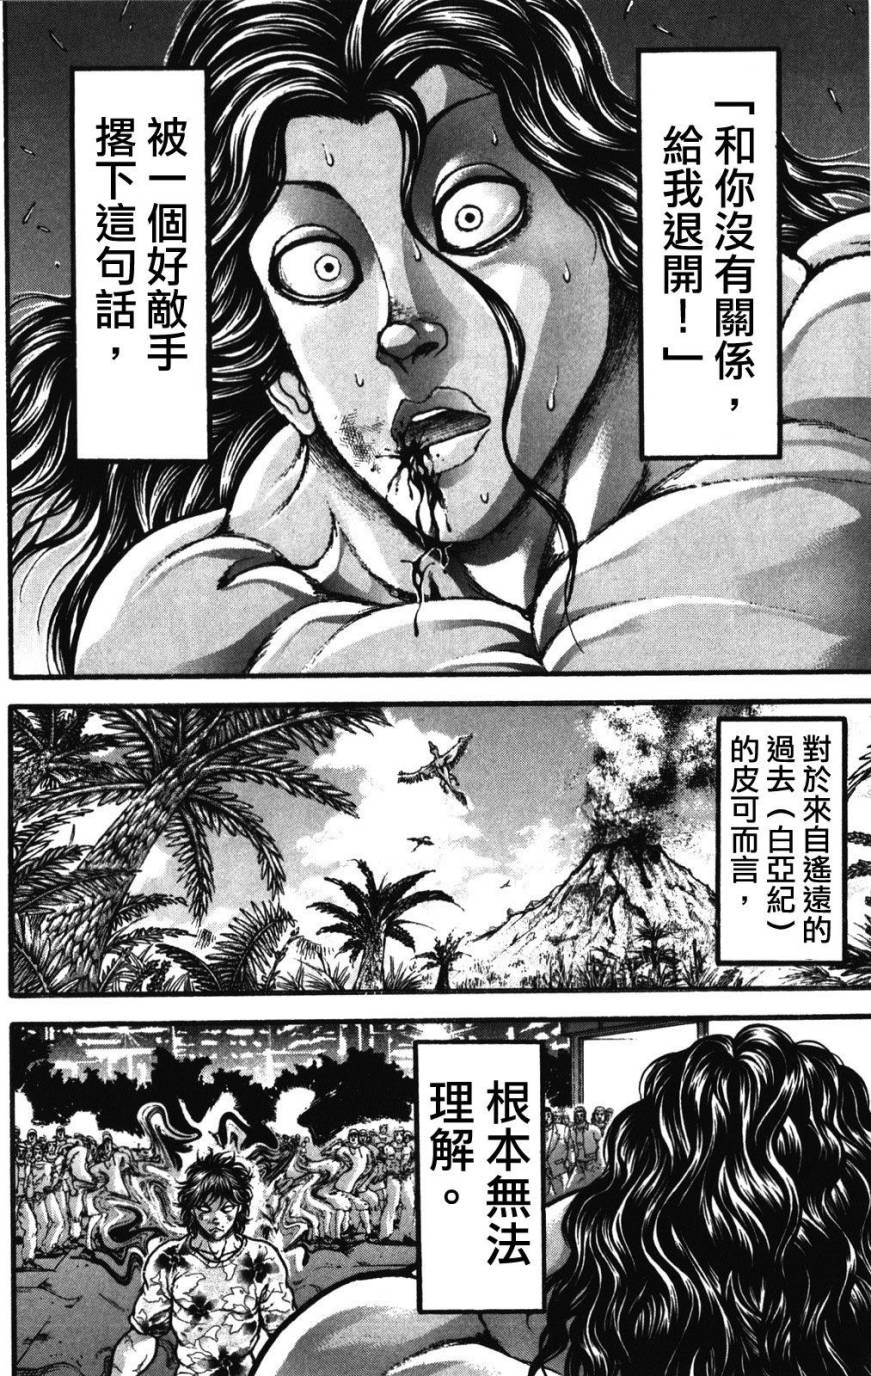 「和你沒有關係，
給我退開！」
被一個好敵手
撂下這句話，
對於來自遙遠的
過去（白亞紀）
的皮可而言，
根本無法
理解。